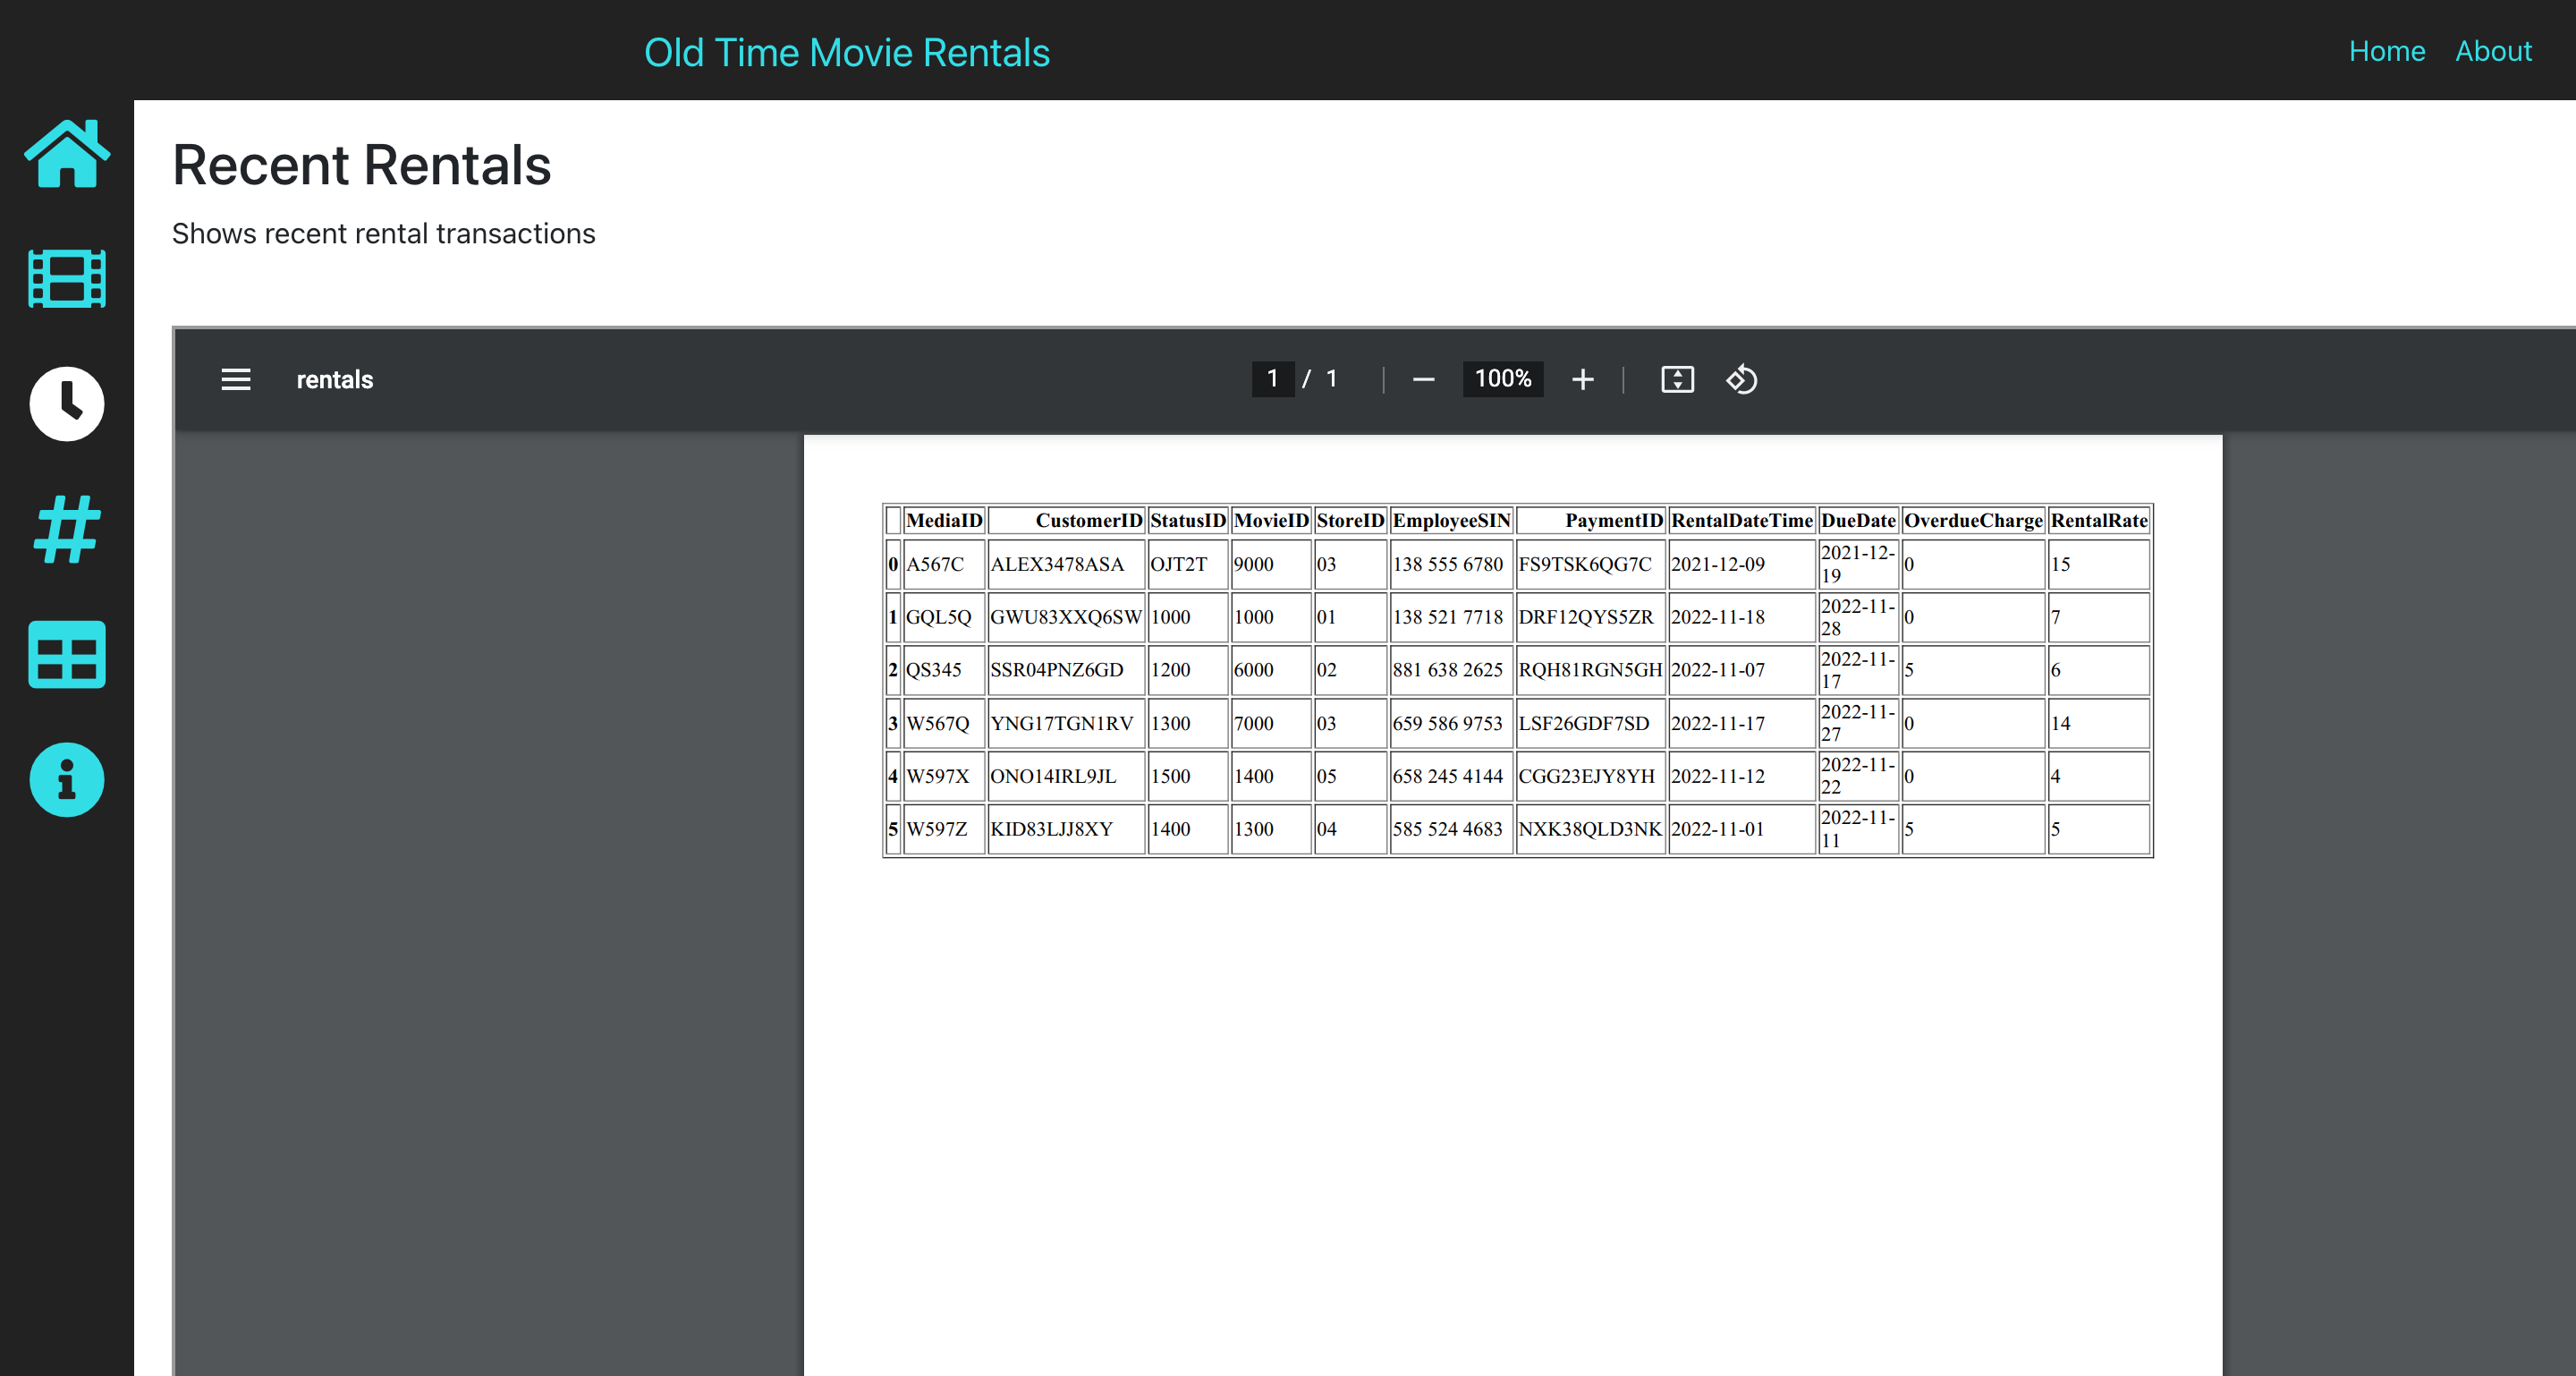 Old Time Movie Rentals
Home About
Recent Rentals
Shows recent rental transactions
rentals
1 / 1 100%
MediaID CustomerID StatusID MovieID StoreID EmployeeSIN PaymentID RentalDateTime DueDate OverdueCharge RentalRate
0 A567C ALEX3478ASA OJT2T 9000 03 138 555 6780 FS9TSK6QG7C 2021-12-09 2021-12-19 0 15
1 GQL5Q GWU83XXQ6SW 1000 1000 01 138 521 7718 DRF12QYS5ZR 2022-11-18 2022-11-28 0 7
2 QS345 SSR04PNZ6GD 1200 6000 02 881 638 2625 RQH81RGN5GH 2022-11-07 2022-11-17 5 6
3 W567Q YNG17TGN1RV 1300 7000 03 659 586 9753 LSF26GDF7SD 2022-11-17 2022-11-27 0 14
4 W597X ONO14IRL9JL 1500 1400 05 658 245 4144 CGG23EJY8YH 2022-11-12 2022-11-22 0 4
5 W597Z KID83LJJ8XY 1400 1300 04 585 524 4683 NXK38QLD3NK 2022-11-01 2022-11-11 5 5